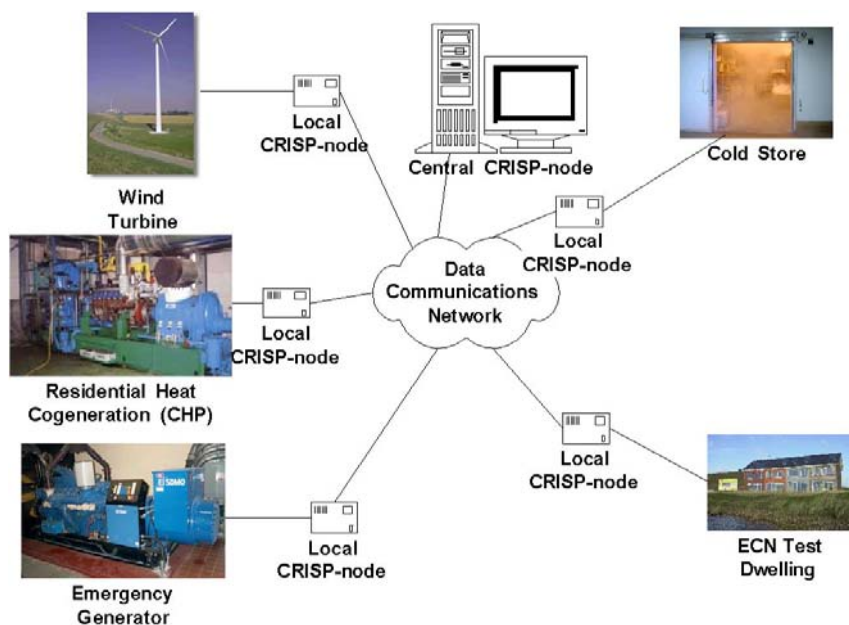 Wind
Turbine
Local
CRISP-node
Central CRISP-node
Cold Store
Local
CRISP-node
Data
Communications
Network
Local
CRISP-node
Residential Heat
Cogeneration (CHP)
SDMO
Local
CRISP-node
Emergency
Generator
Local
CRISP-node
ECN Test
Dwelling